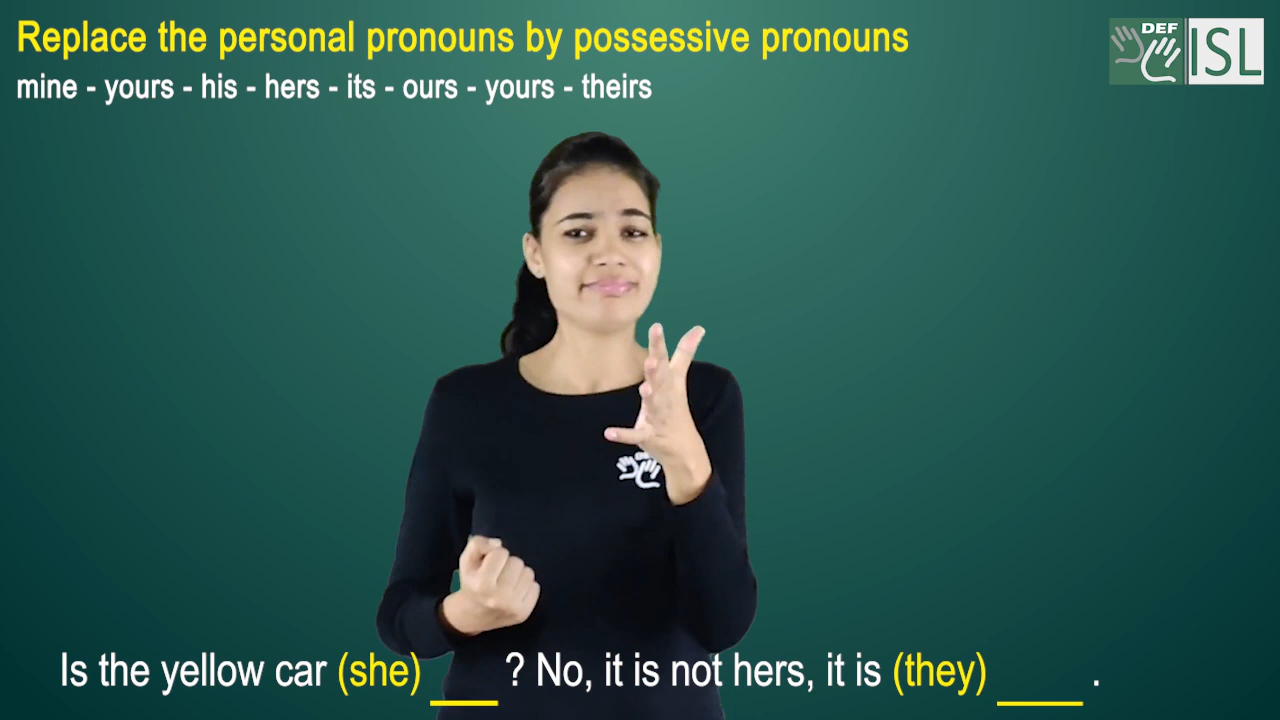 Replace the personal pronouns by possessive pronouns
mine - yours - his - hers - its - ours - yours - theirs
DEF
ISL
Is the yellow car (she) ___ ? No, it is not hers, it is (they) ____ .